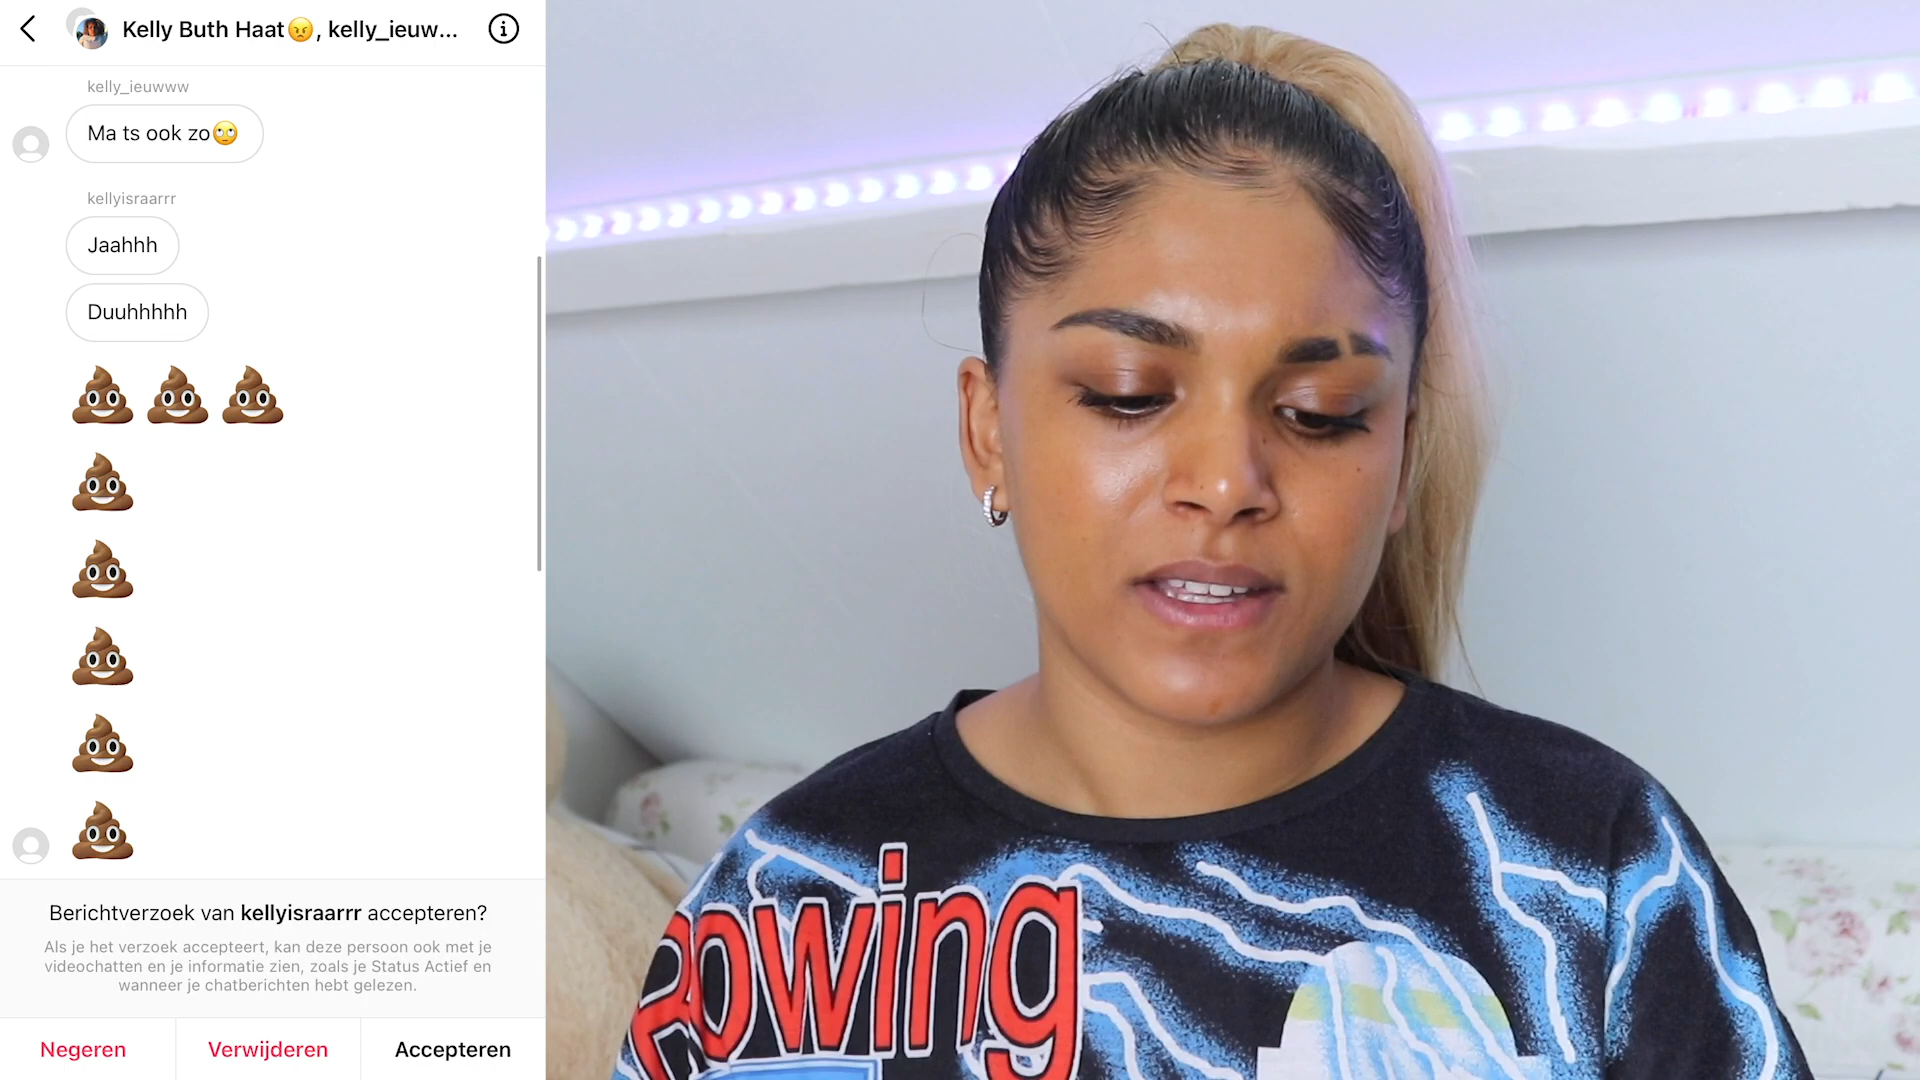 Kelly Buth Haat😠, kelly_ieuw...
kelly_ieuwww
Ma ts ook zo🙄
kellyisraarrr
Jaahhh
Duuhhhhh
💩 💩 💩
💩
💩
💩
💩
💩
Berichtverzoek van kellyisraarrr accepteren?
Als je het verzoek accepteert, kan deze persoon ook met je
videochatten en je informatie zien, zoals je Status Actief en
wanneer je chatberichten hebt gelezen.
Negeren
Verwijderen
Accepteren
Rowing